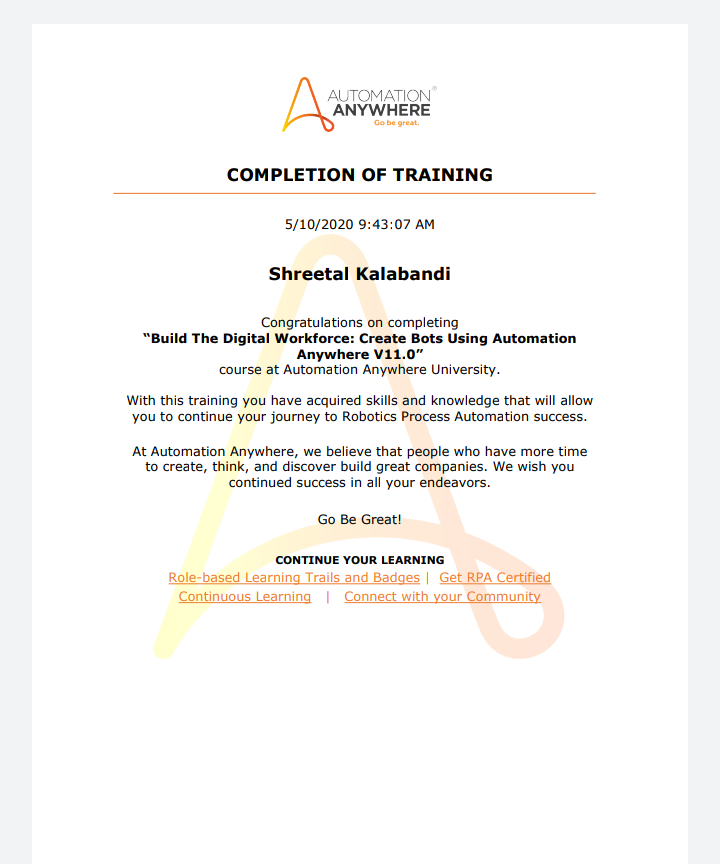 AUTOMATION®
ANYWHERE
Go be great.
COMPLETION OF TRAINING
5/10/2020 9:43:07 AM
Shreetal Kalabandi
Congratulations on completing
“Build The Digital Workforce: Create Bots Using Automation
Anywhere V11.0”
course at Automation Anywhere University.
With this training you have acquired skills and knowledge that will allow
you to continue your journey to Robotics Process Automation success.
At Automation Anywhere, we believe that people who have more time
to create, think, and discover build great companies. We wish you
continued success in all your endeavors.
Go Be Great!
CONTINUE YOUR LEARNING
Role-based Learning Trails and Badges | Get RPA Certified
Continuous Learning | Connect with your Community